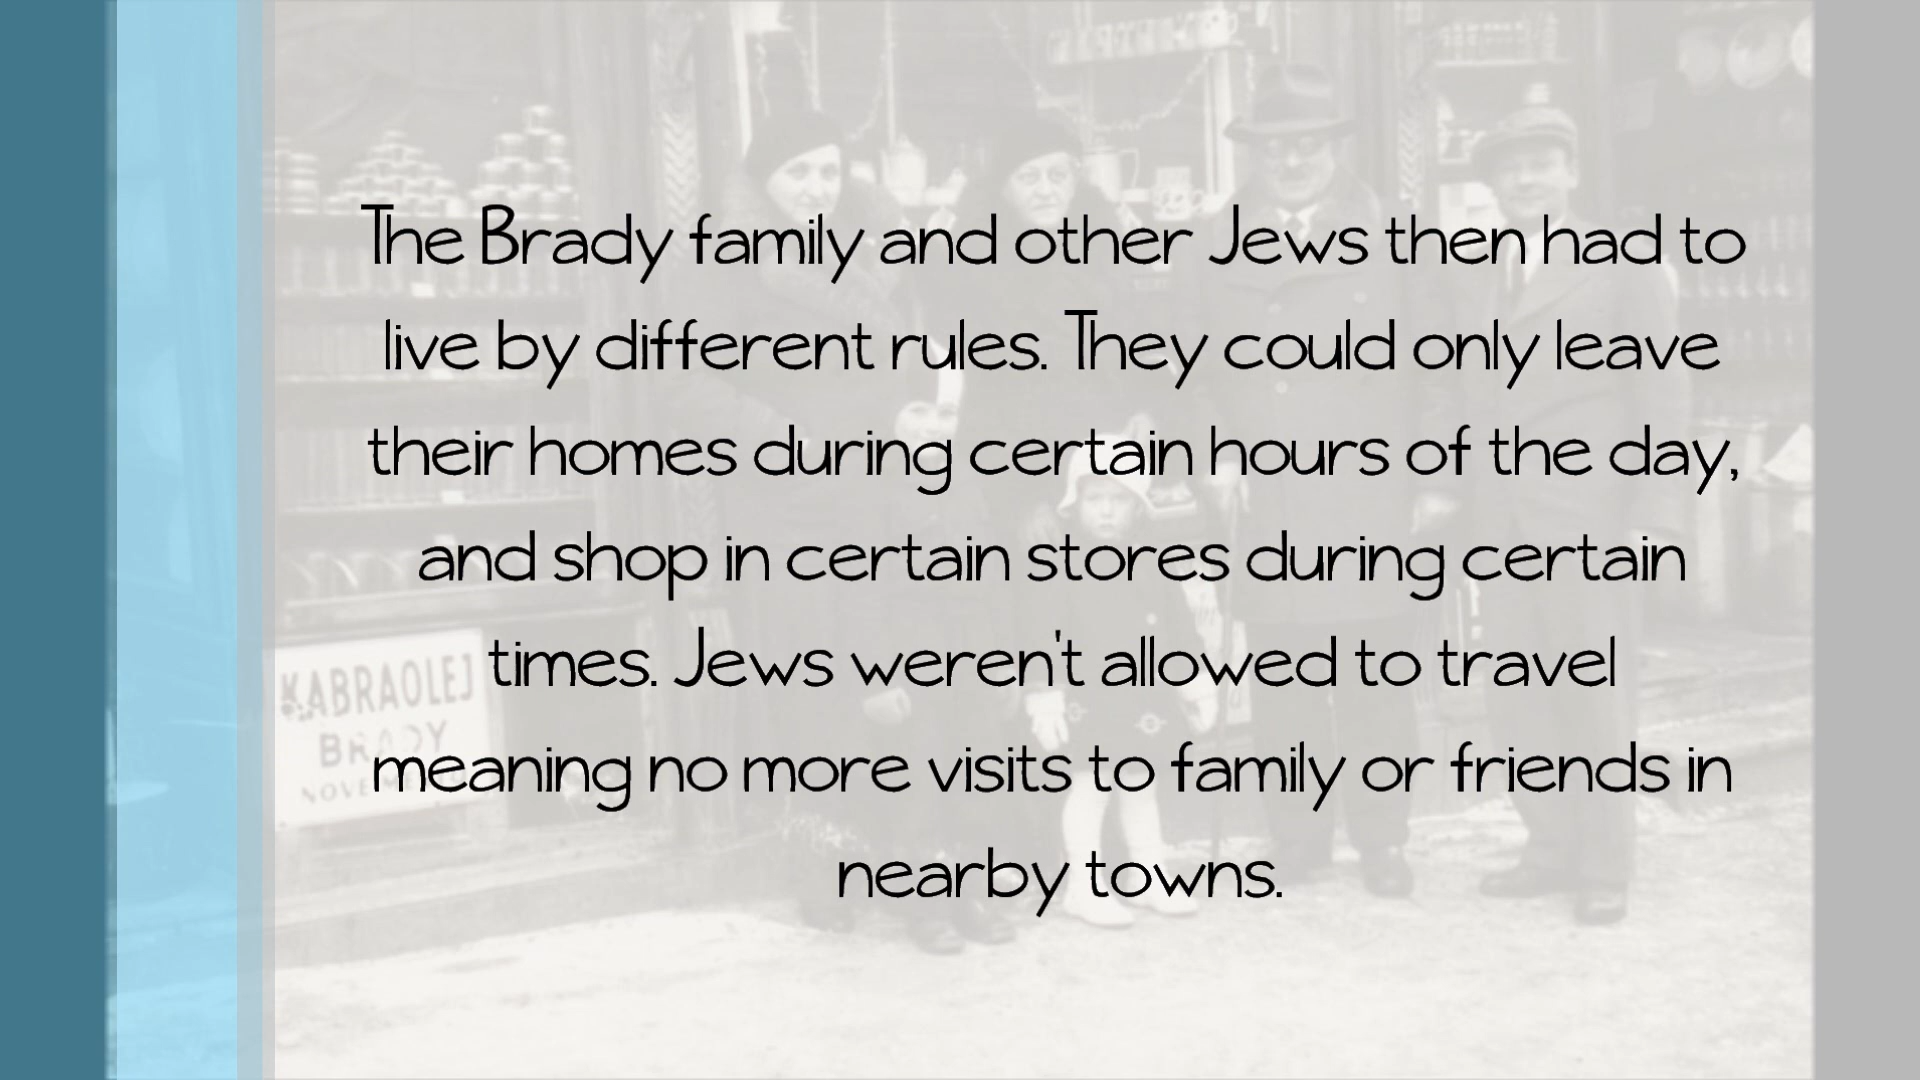 The Brady family and other Jews then had to
live by different rules. They could only leave
their homes during certain hours of the day,
and shop in certain stores during certain
times. Jews weren't allowed to travel
meaning no more visits to family or friends in
nearby towns.
KABRAOLEJ
BRADY